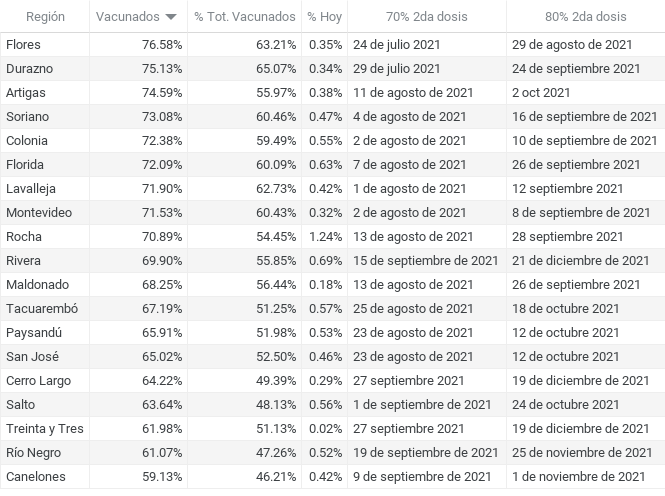 Región Vacunados % Tot. Vacunados % Hoy 70% 2da dosis 80% 2da dosis
Flores 76.58% 63.21% 0.35% 24 de julio 2021 29 de agosto de 2021
Durazno 75.13% 65.07% 0.34% 29 de julio 2021 24 de septiembre 2021
Artigas 74.59% 55.97% 0.38% 11 de agosto de 2021 2 oct 2021
Soriano 73.08% 60.46% 0.47% 4 de agosto de 2021 16 de septiembre de 2021
Colonia 72.38% 59.49% 0.55% 2 de agosto de 2021 10 de septiembre de 2021
Florida 72.09% 60.09% 0.63% 7 de agosto de 2021 26 de septiembre 2021
Lavalleja 71.90% 62.73% 0.42% 1 de agosto de 2021 12 septiembre 2021
Montevideo 71.53% 60.43% 0.32% 2 de agosto de 2021 8 de septiembre de 2021
Rocha 70.89% 54.45% 1.24% 13 de agosto de 2021 28 septiembre 2021
Rivera 69.90% 55.85% 0.69% 15 de septiembre de 2021 21 de diciembre de 2021
Maldonado 68.25% 56.44% 0.18% 13 de agosto de 2021 26 de septiembre 2021
Tacuarembó 67.19% 51.25% 0.57% 25 de agosto de 2021 18 de octubre 2021
Paysandú 65.91% 51.98% 0.53% 23 de agosto de 2021 12 de octubre 2021
San José 65.02% 52.50% 0.46% 23 de agosto de 2021 12 de octubre 2021
Cerro Largo 64.22% 49.39% 0.29% 27 septiembre 2021 19 de diciembre de 2021
Salto 63.64% 48.13% 0.56% 1 de septiembre de 2021 24 de octubre 2021
Treinta y Tres 61.98% 51.13% 0.02% 27 septiembre 2021 19 de diciembre de 2021
Río Negro 61.07% 47.26% 0.52% 19 de septiembre de 2021 25 de noviembre de 2021
Canelones 59.13% 46.21% 0.42% 9 de septiembre de 2021 1 de noviembre de 2021